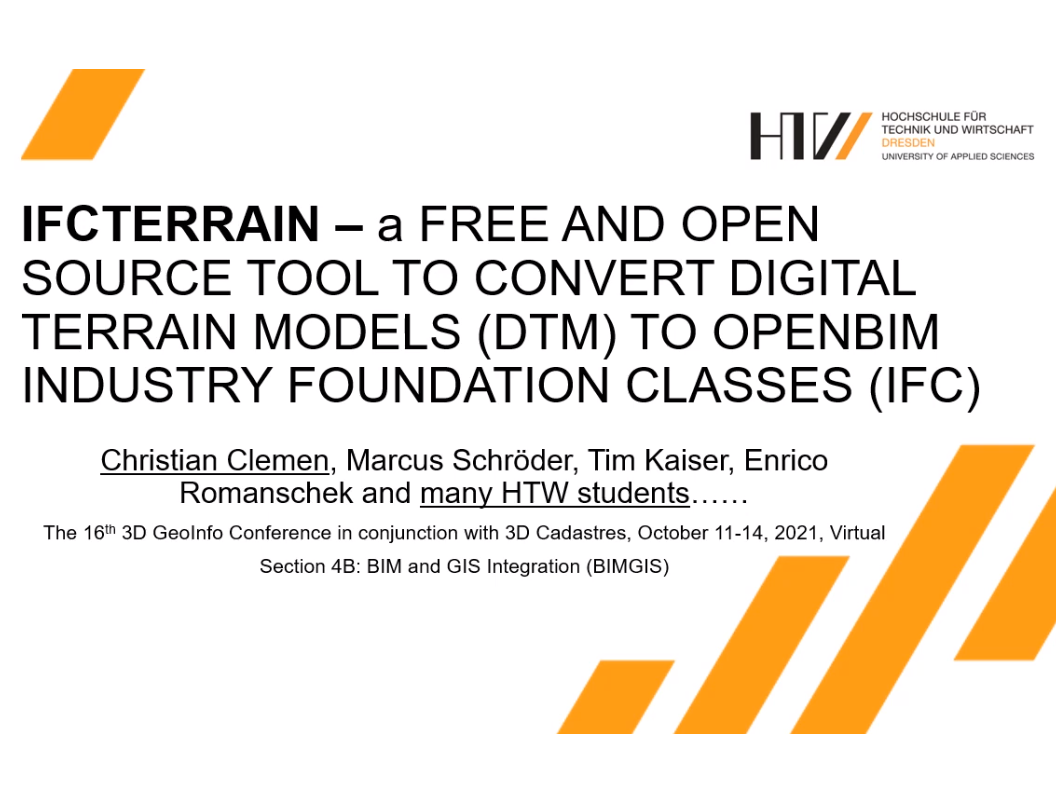 HTW
HOCHSCHULE FÜR
TECHNIK UND WIRTSCHAFT
DRESDEN
UNIVERSITY OF APPLIED SCIENCES
IFCTERRAIN – a FREE AND OPEN
SOURCE TOOL TO CONVERT DIGITAL
TERRAIN MODELS (DTM) TO OPENBIM
INDUSTRY FOUNDATION CLASSES (IFC)
Christian Clemen, Marcus Schröder, Tim Kaiser, Enrico
Romanschek and many HTW students……
The 16th 3D GeoInfo Conference in conjunction with 3D Cadastres, October 11-14, 2021, Virtual
Section 4B: BIM and GIS Integration (BIMGIS)